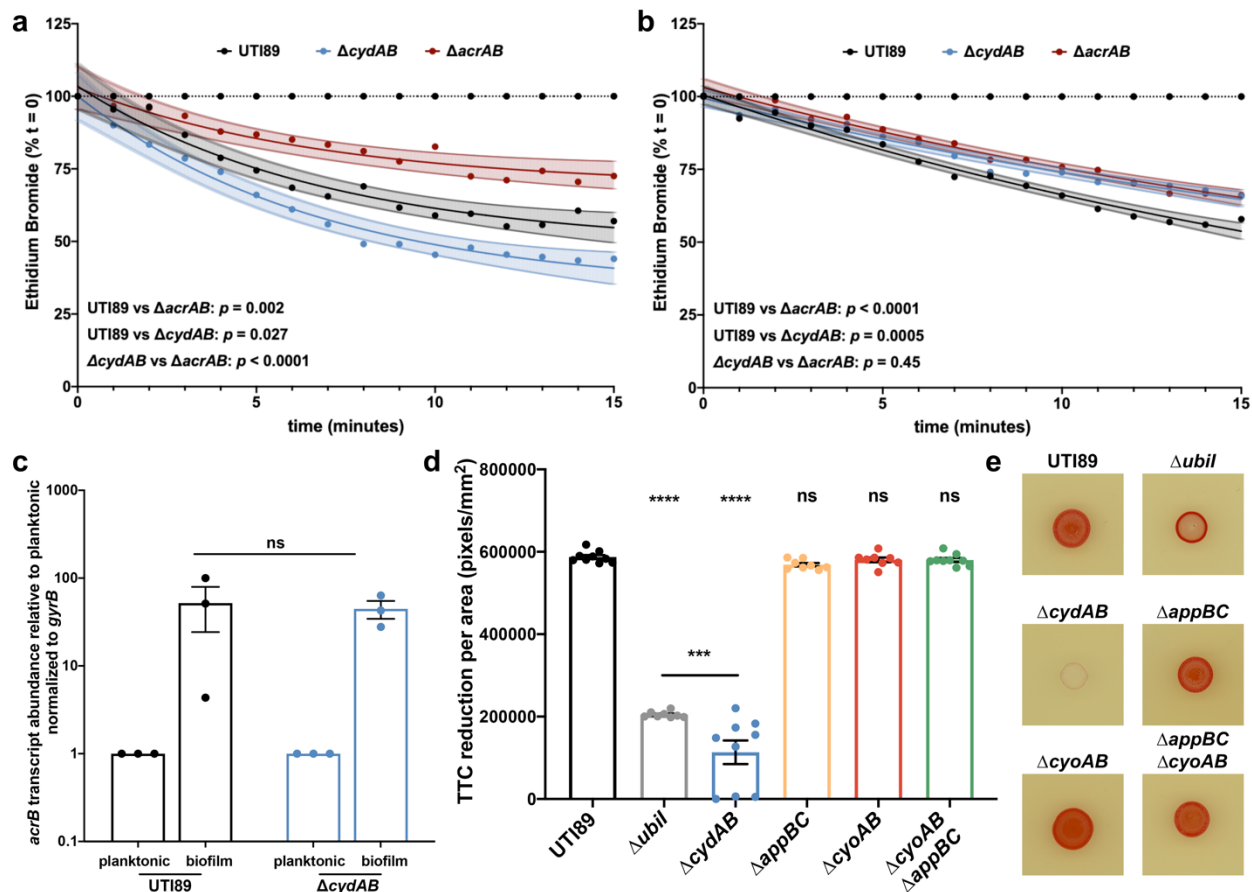 a
UTI89 ΔcydAB ΔacrAB
Ethidium Bromide (% t = 0)
125
100
75
50
25
0
UTI89 vs ΔacrAB: p = 0.002
UTI89 vs ΔcydAB: p = 0.027
ΔcydAB vs ΔacrAB: p < 0.0001
0 5 10 15
time (minutes)
b
UTI89 ΔcydAB ΔacrAB
Ethidium Bromide (% t = 0)
125
100
75
50
25
0
UTI89 vs ΔacrAB: p < 0.0001
UTI89 vs ΔcydAB: p = 0.0005
ΔcydAB vs ΔacrAB: p = 0.45
0 5 10 15
time (minutes)
c
acrB transcript abundance relative to planktonic
normalized to gyrB
1000
100
10
1
0.1
ns
planktonic biofilm planktonic biofilm
UTI89 ΔcydAB
d
TTC reduction per area (pixels/mm²)
800000
600000
400000
200000
0
**** **** ns ns ns
***
UTI89
ΔubiI
ΔcydAB
ΔappBC
ΔcyoAB
ΔcyoAB
ΔappBC
e
UTI89 ΔubiI
ΔcydAB ΔappBC
ΔcyoAB ΔappBC
ΔcyoAB